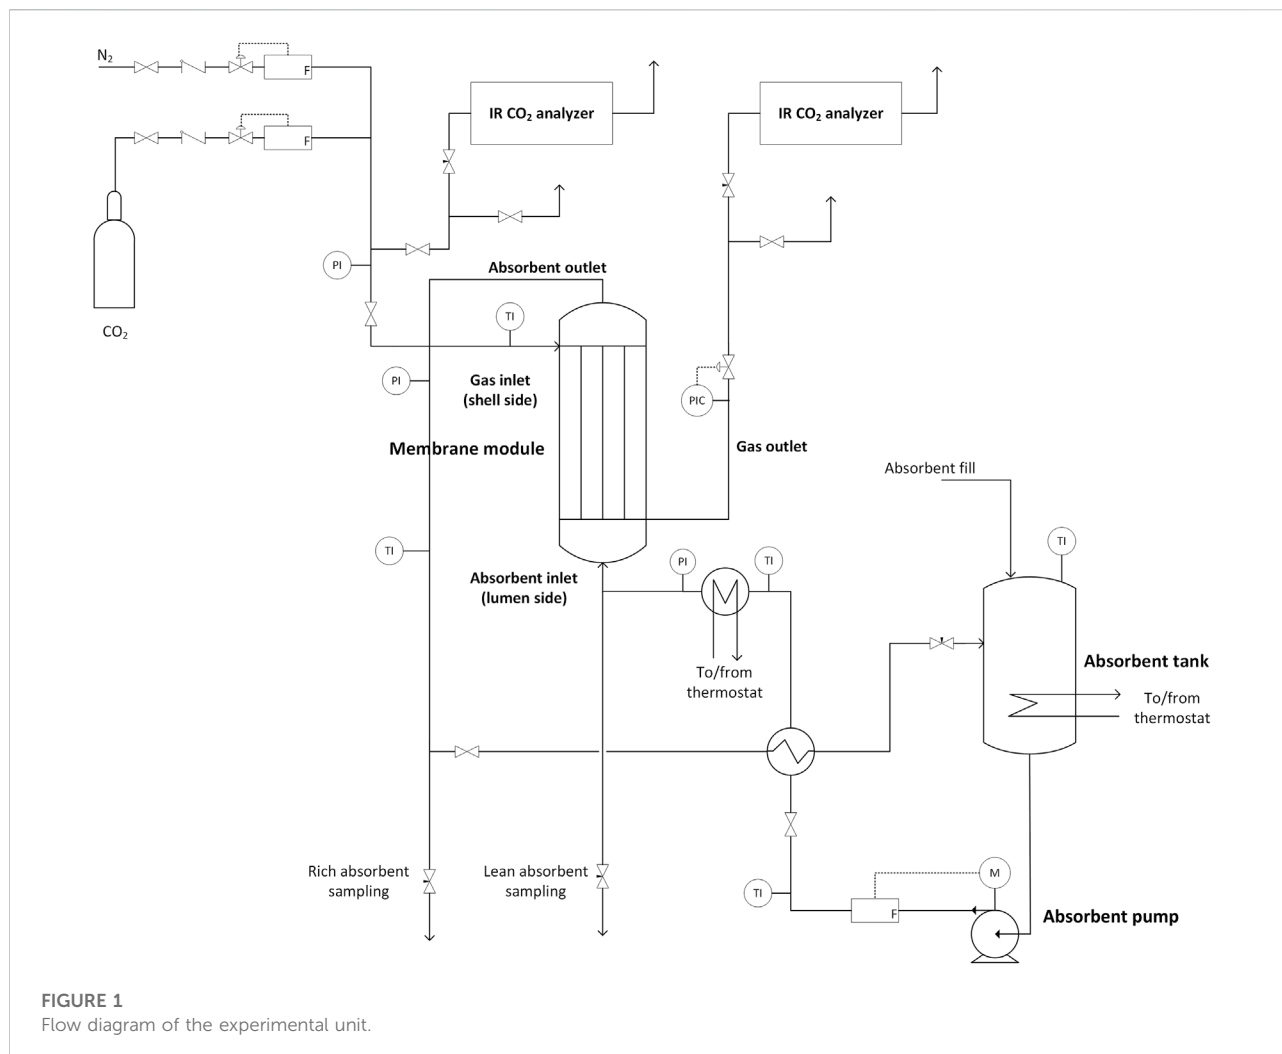 N₂
F
IR CO₂ analyzer
IR CO₂ analyzer
F
PI
Absorbent outlet
CO₂
TI
PI
Gas inlet
(shell side)
PIC
Membrane module
Gas outlet
Absorbent fill
TI
TI
PI
TI
Absorbent inlet
(lumen side)
To/from
thermostat
Absorbent tank
To/from
thermostat
Rich absorbent
sampling
Lean absorbent
sampling
TI
M
F
Absorbent pump
FIGURE 1
Flow diagram of the experimental unit.